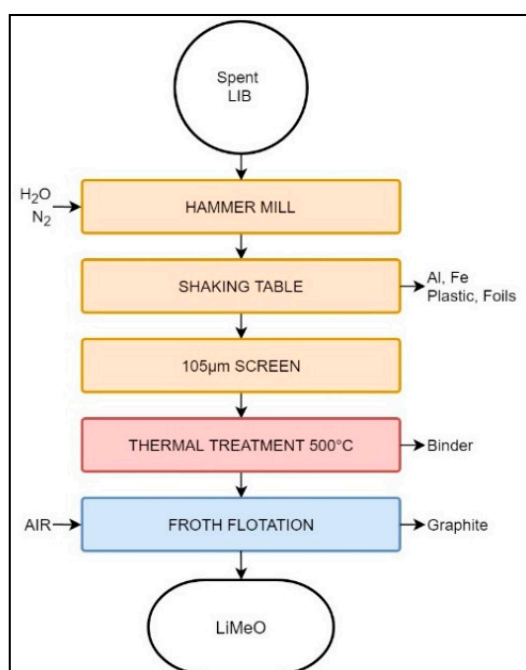 Spent
LIB
H₂O
N₂
HAMMER MILL
SHAKING TABLE
Al, Fe
Plastic, Foils
105µm SCREEN
THERMAL TREATMENT 500°C
Binder
AIR
FROTH FLOTATION
Graphite
LiMeO